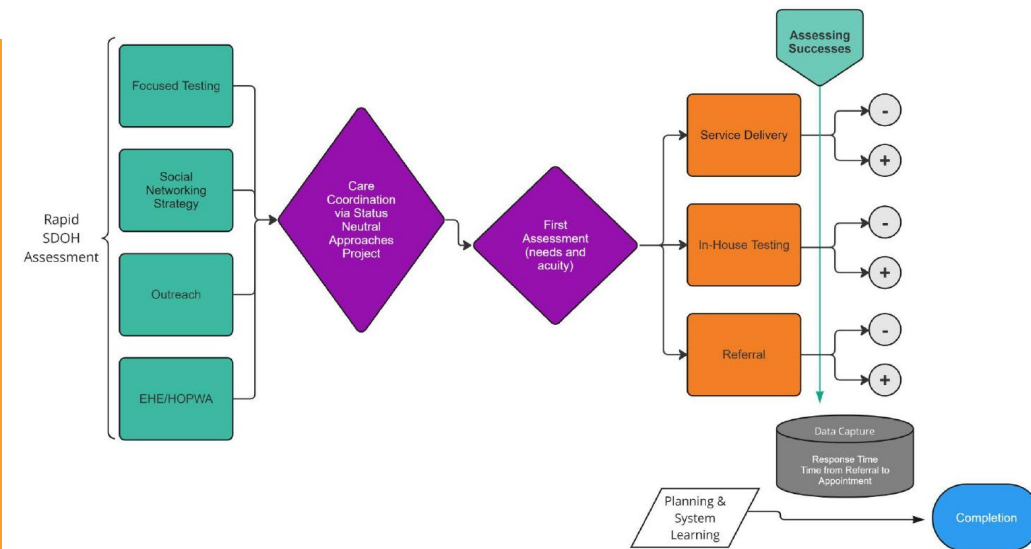 Rapid
SDOH
Assessment
Focused Testing
Social
Networking
Strategy
Outreach
EHE/HOPWA
Care
Coordination
via Status
Neutral
Approaches
Project
First
Assessment
(needs and
acuity)
Assessing
Successes
Service Delivery
-
+
In-House Testing
-
+
Referral
-
+
Data Capture
Response Time
Time from Referral to
Appointment
Planning &
System
Learning
Completion